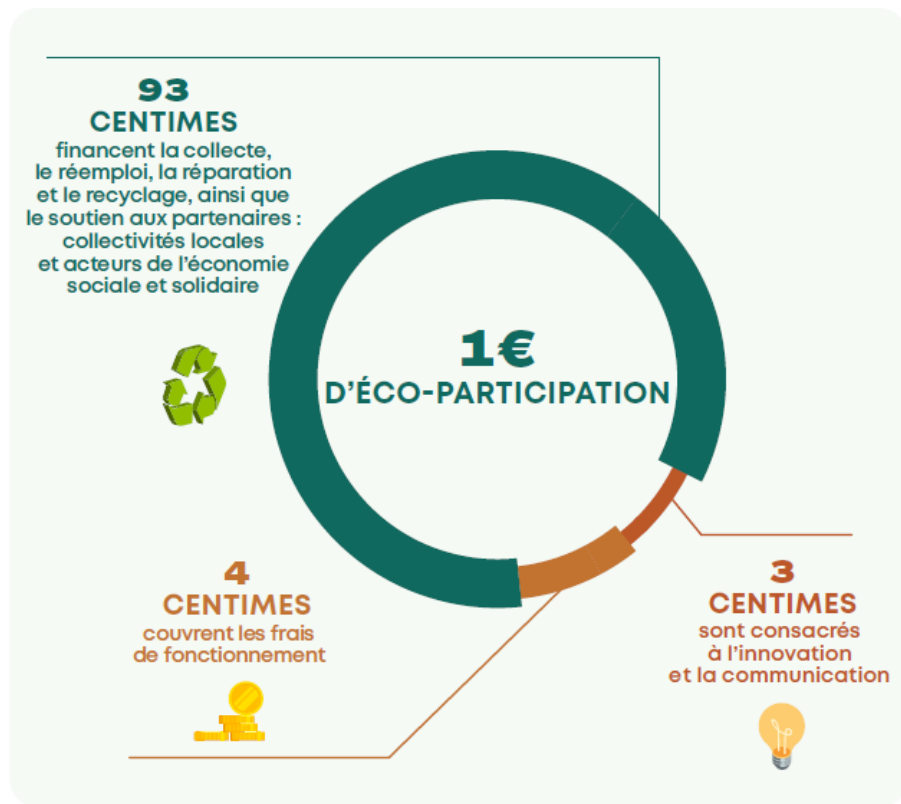 93
CENTIMES
financent la collecte,
le réemploi, la réparation
et le recyclage, ainsi que
le soutien aux partenaires :
collectivités locales
et acteurs de l'économie
sociale et solidaire
1€
D'ÉCO-PARTICIPATION
4
CENTIMES
couvrent les frais
de fonctionnement
3
CENTIMES
sont consacrés
à l'innovation
et la communication